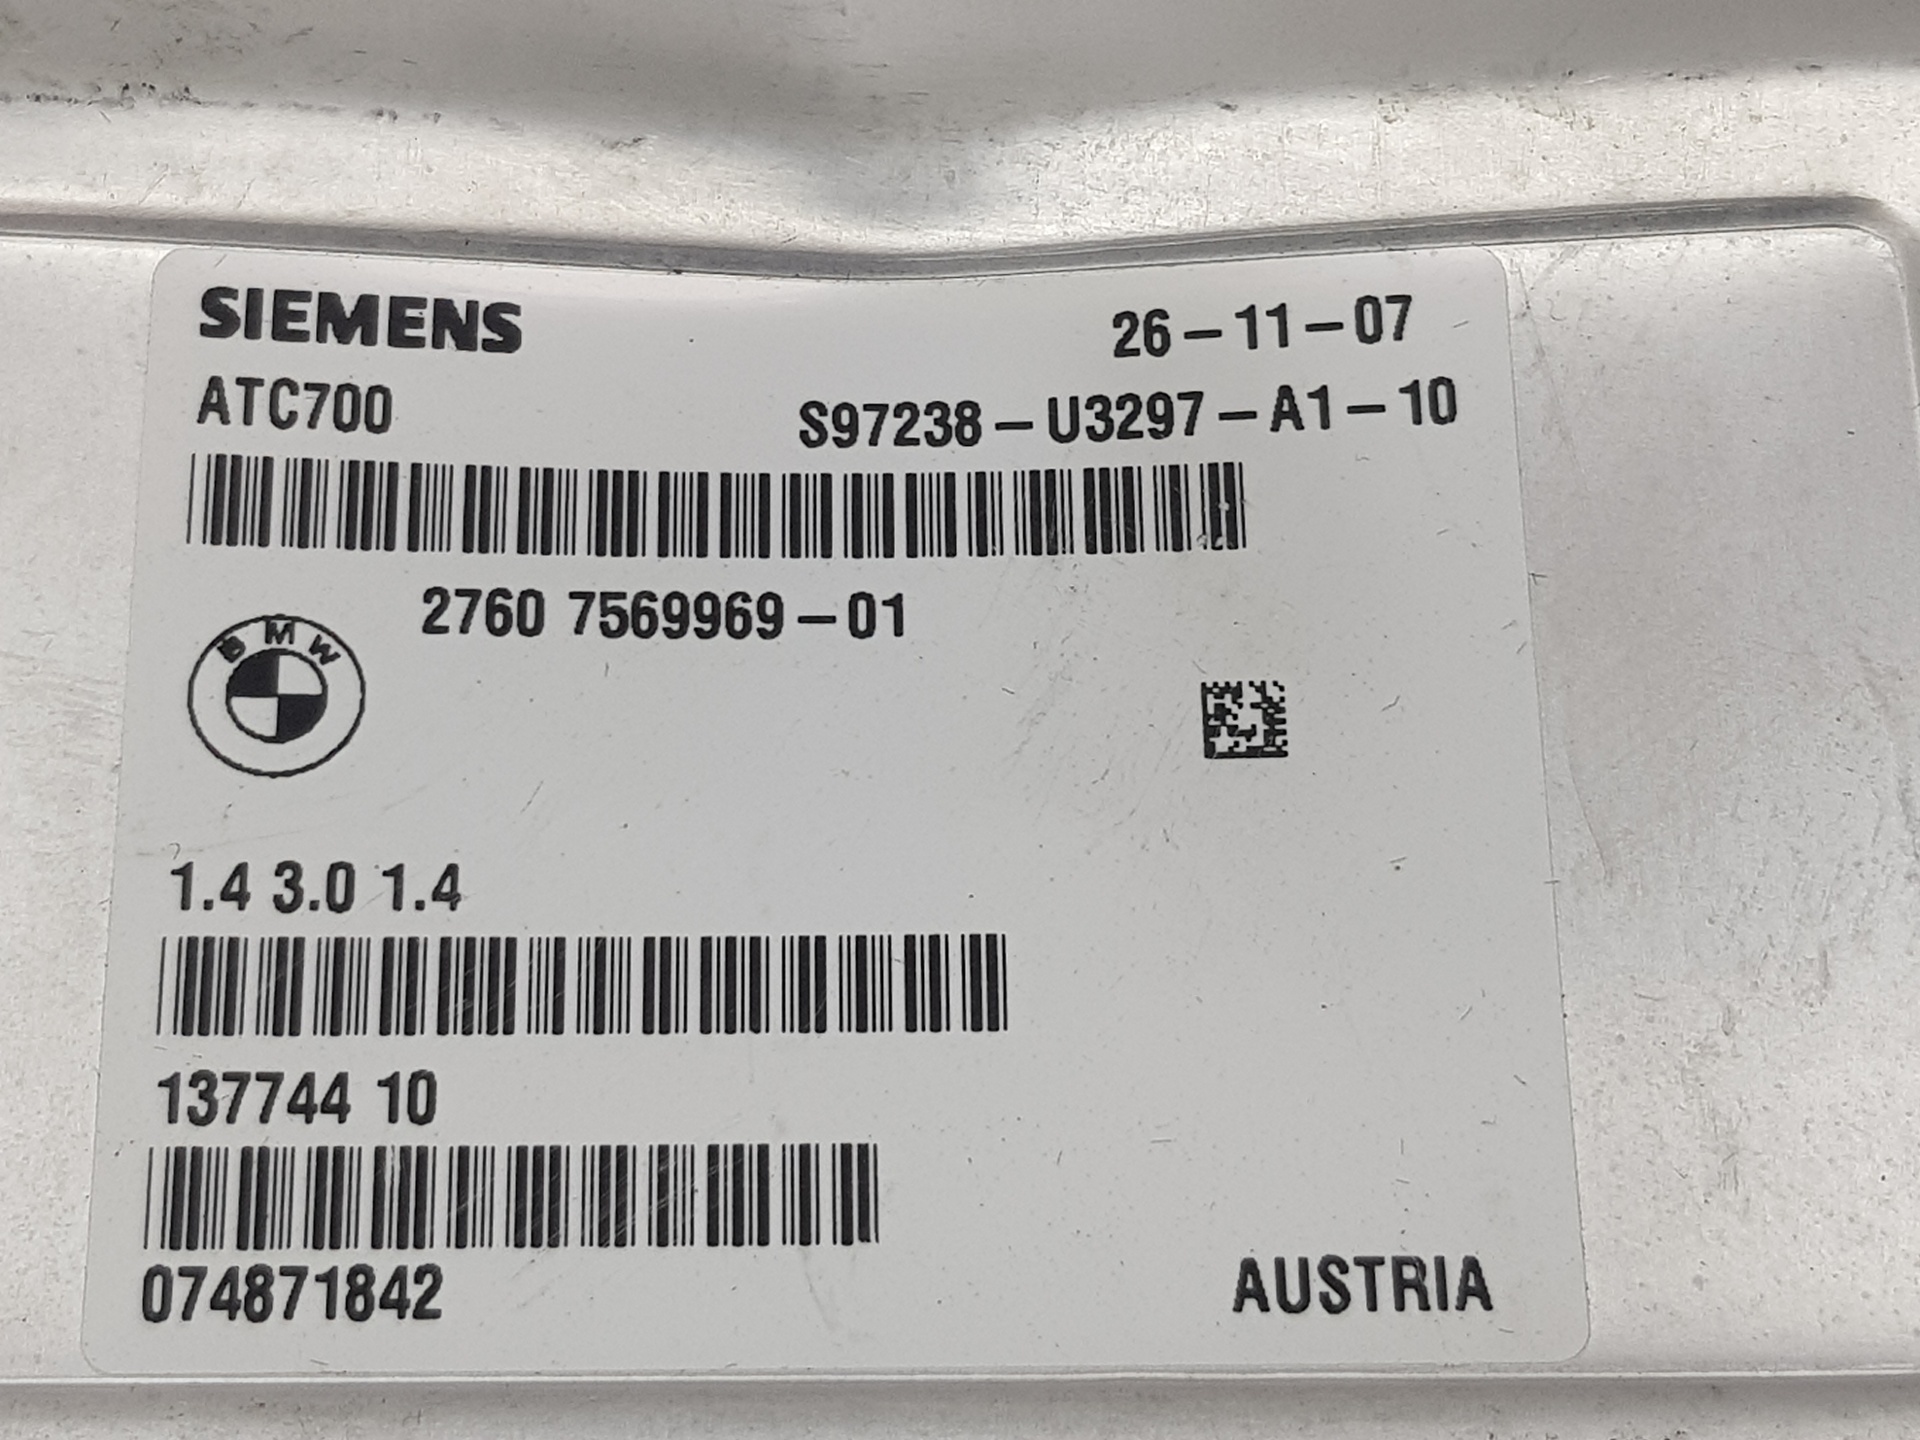 SIEMENS 26-11-07
ATC700 S97238-U3297-A1-10
2760 7569969-01
BMW
1.4 3.0 1.4
137744 10
074871842 AUSTRIA